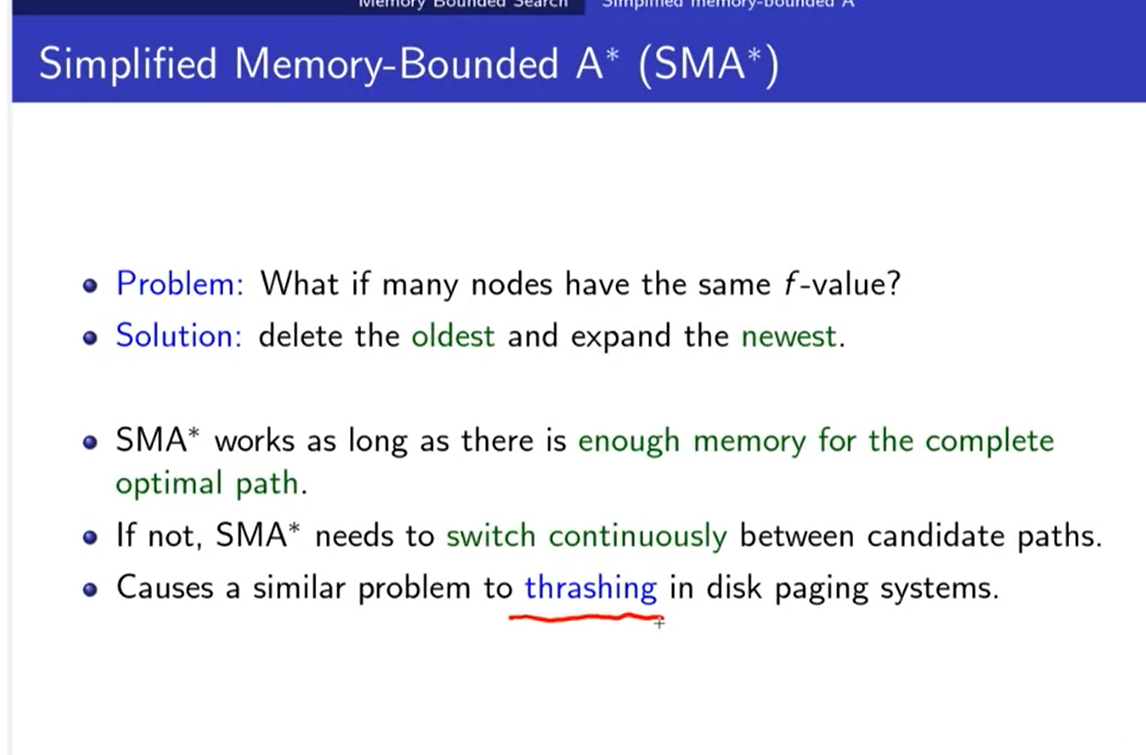 Memory Bounded Search Simplified memory-bounded A*
Simplified Memory-Bounded A* (SMA*)
Problem: What if many nodes have the same f-value?
Solution: delete the oldest and expand the newest.
SMA* works as long as there is enough memory for the complete
optimal path.
If not, SMA* needs to switch continuously between candidate paths.
Causes a similar problem to thrashing in disk paging systems.